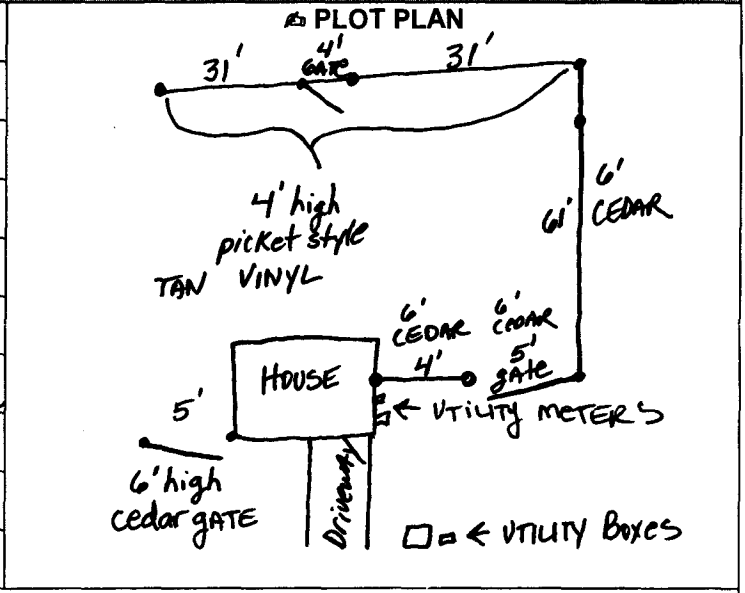 ✍ PLOT PLAN
31' 4' GATE 31'
4' high
picket style
TAN VINYL
61' 6' CEDAR
6' CEDAR 4'
6' CEDAR 5' gATe
HOUSE
← UTILITY METERS
5'
6' high
cedar gATE
Driveway
← UTILITY BoxES